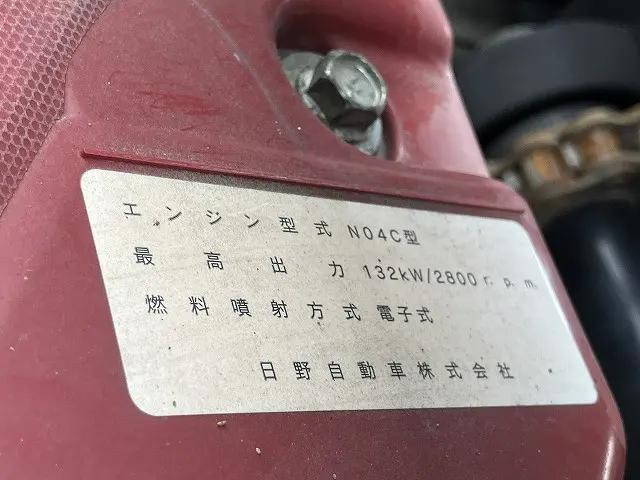 エンジン型式 N04C型
最高出力 132kW/2800r.p.m.
燃料噴射方式 電子式
日野自動車株式会社